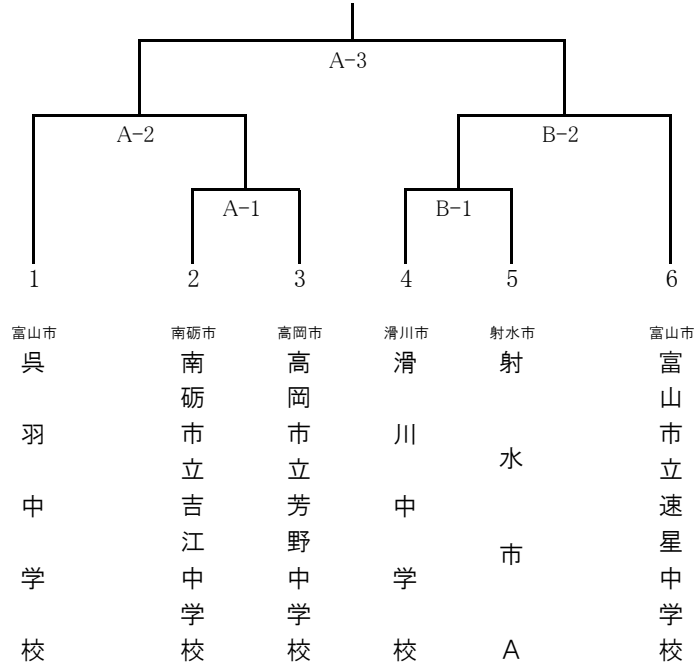 A-3
A-2
B-2
A-1
B-1
1
2
3
4
5
6
富山市
南砺市
高岡市
滑川市
射水市
富山市
呉羽中学校
南砺市立吉江中学校
高岡市立芳野中学校
滑川中学校
射水市A
富山市立速星中学校